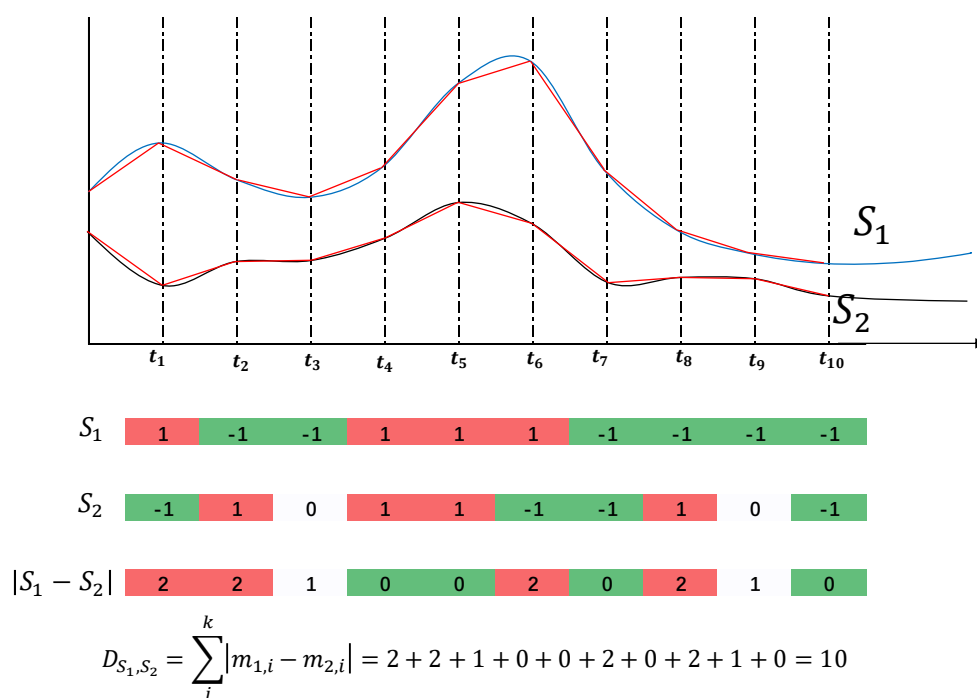 S₁
S₂
t₁ t₂ t₃ t₄ t₅ t₆ t₇ t₈ t₉ t₁₀
S₁ 1 -1 -1 1 1 1 -1 -1 -1 -1
S₂ -1 1 0 1 1 -1 -1 1 0 -1
|S₁ − S₂| 2 2 1 0 0 2 0 2 1 0
k
D_{S₁,S₂} = ∑|m_{1,i} − m_{2,i}| = 2 + 2 + 1 + 0 + 0 + 2 + 0 + 2 + 1 + 0 = 10
i